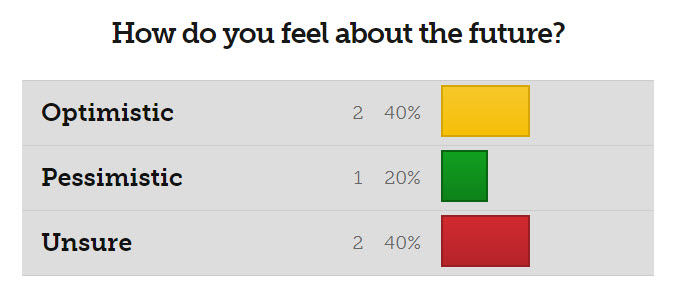 How do you feel about the future?
Optimistic 2 40%
Pessimistic 1 20%
Unsure 2 40%